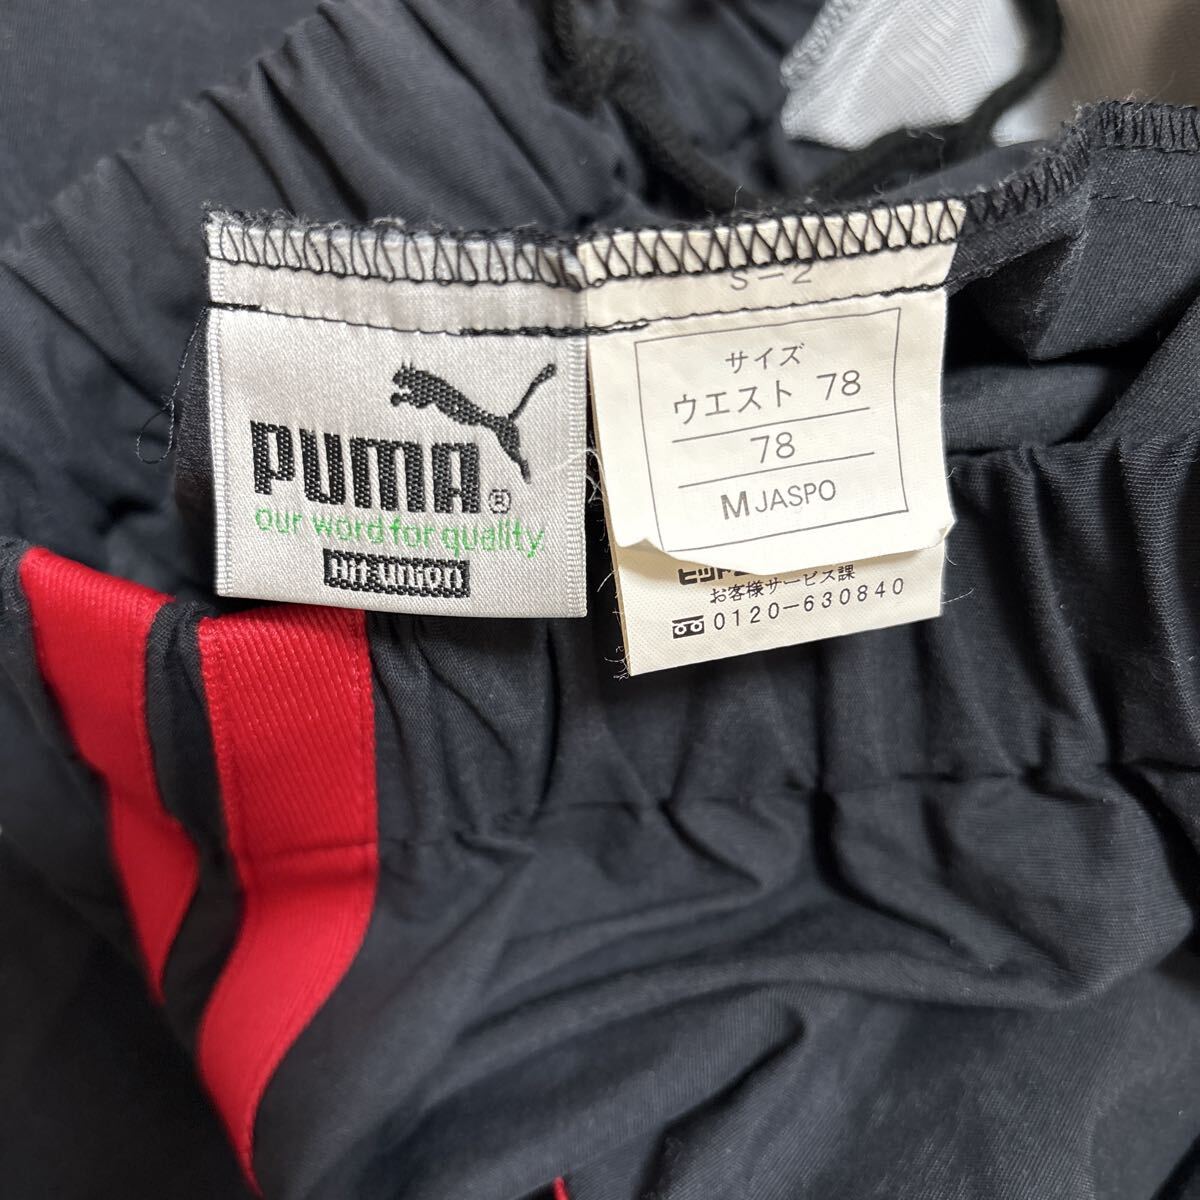 PUMA®
our word for quality
Hit union
S-2
サイズ
ウエスト 78
78
M JASPO
お客様サービス課
0120-630840